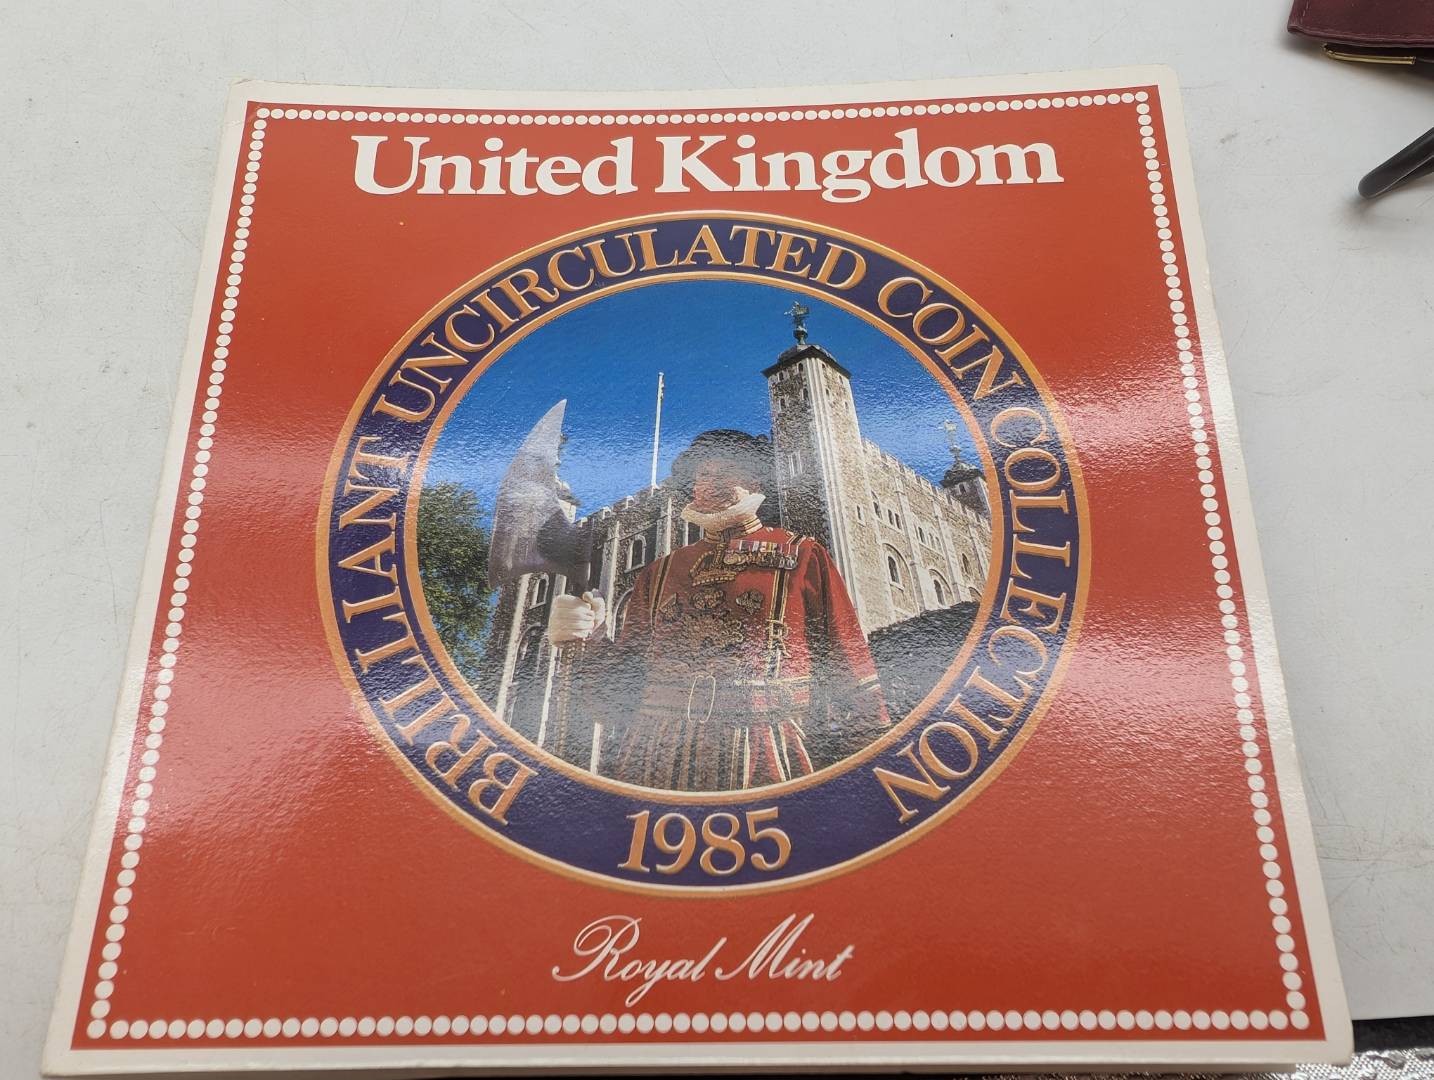 United Kingdom
BRILLIANT UNCIRCULATED COIN COLLECTION
1985
Royal Mint